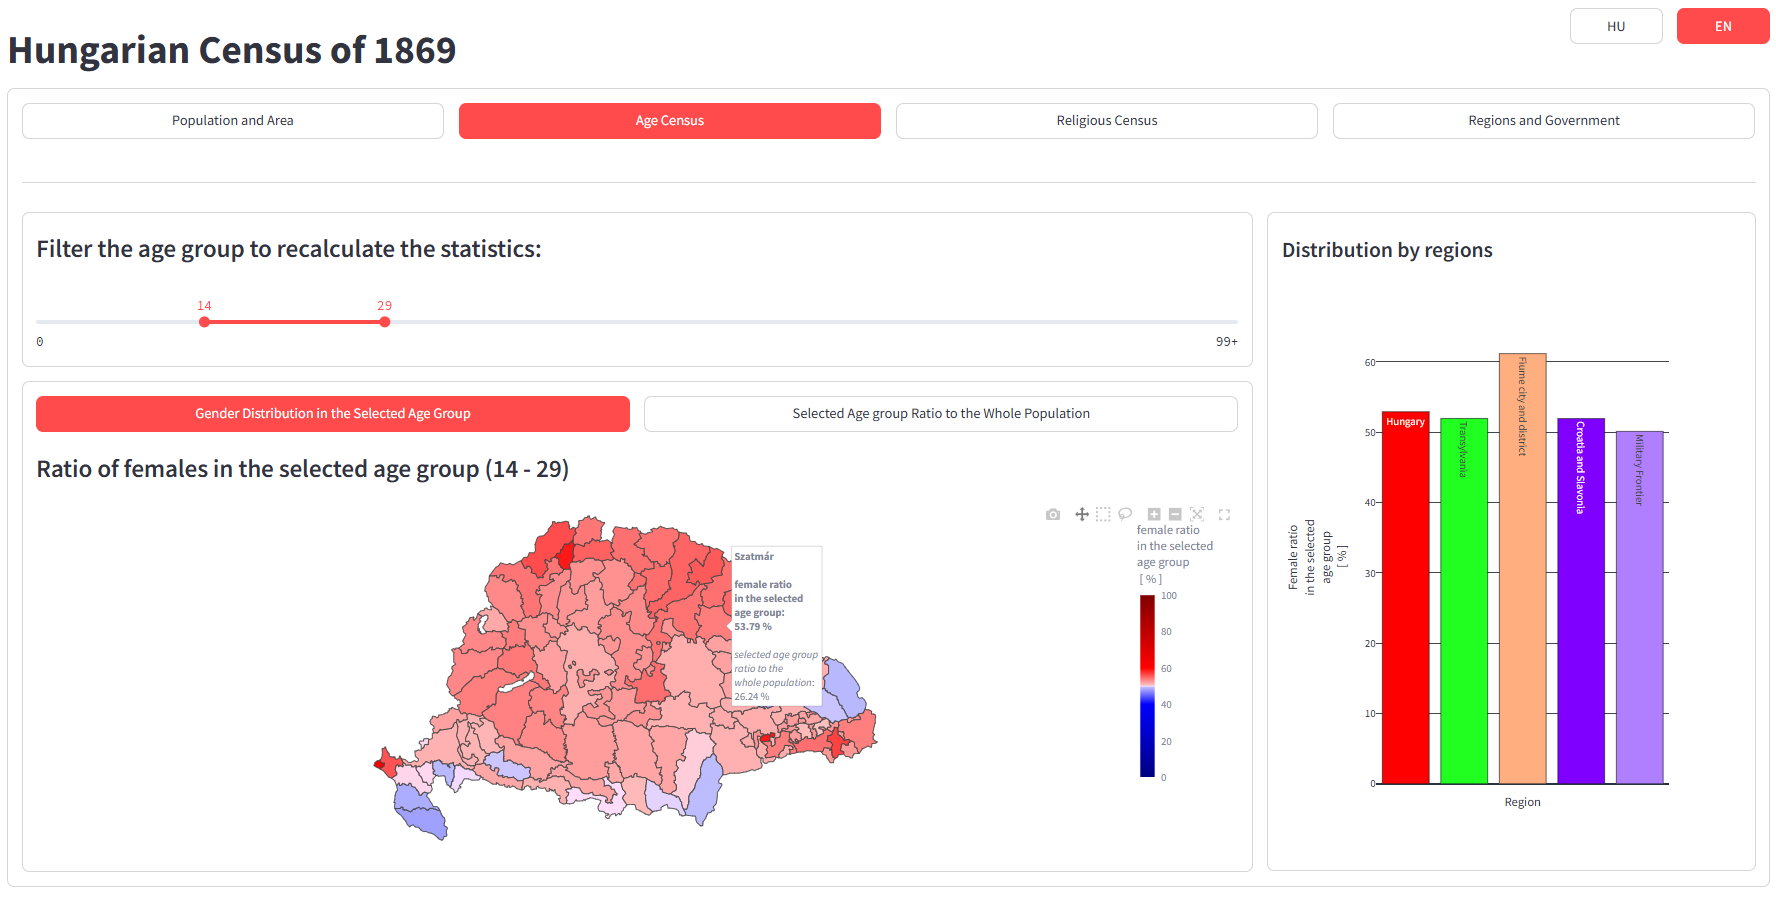 HU
EN
Hungarian Census of 1869
Population and Area
Age Census
Religious Census
Regions and Government
Filter the age group to recalculate the statistics:
14
29
0
99+
Gender Distribution in the Selected Age Group
Selected Age group Ratio to the Whole Population
Ratio of females in the selected age group (14 - 29)
Szatmár
female ratio
in the selected
age group:
53.79 %
selected age group
ratio to the
whole population:
26.24 %
female ratio
in the selected
age group
[ % ]
100
80
60
40
20
0
Distribution by regions
Female ratio
in the selected
age group
[ % ]
60
50
40
30
20
10
0
Hungary
Transylvania
Fiume city and district
Croatia and Slavonia
Military Frontier
Region